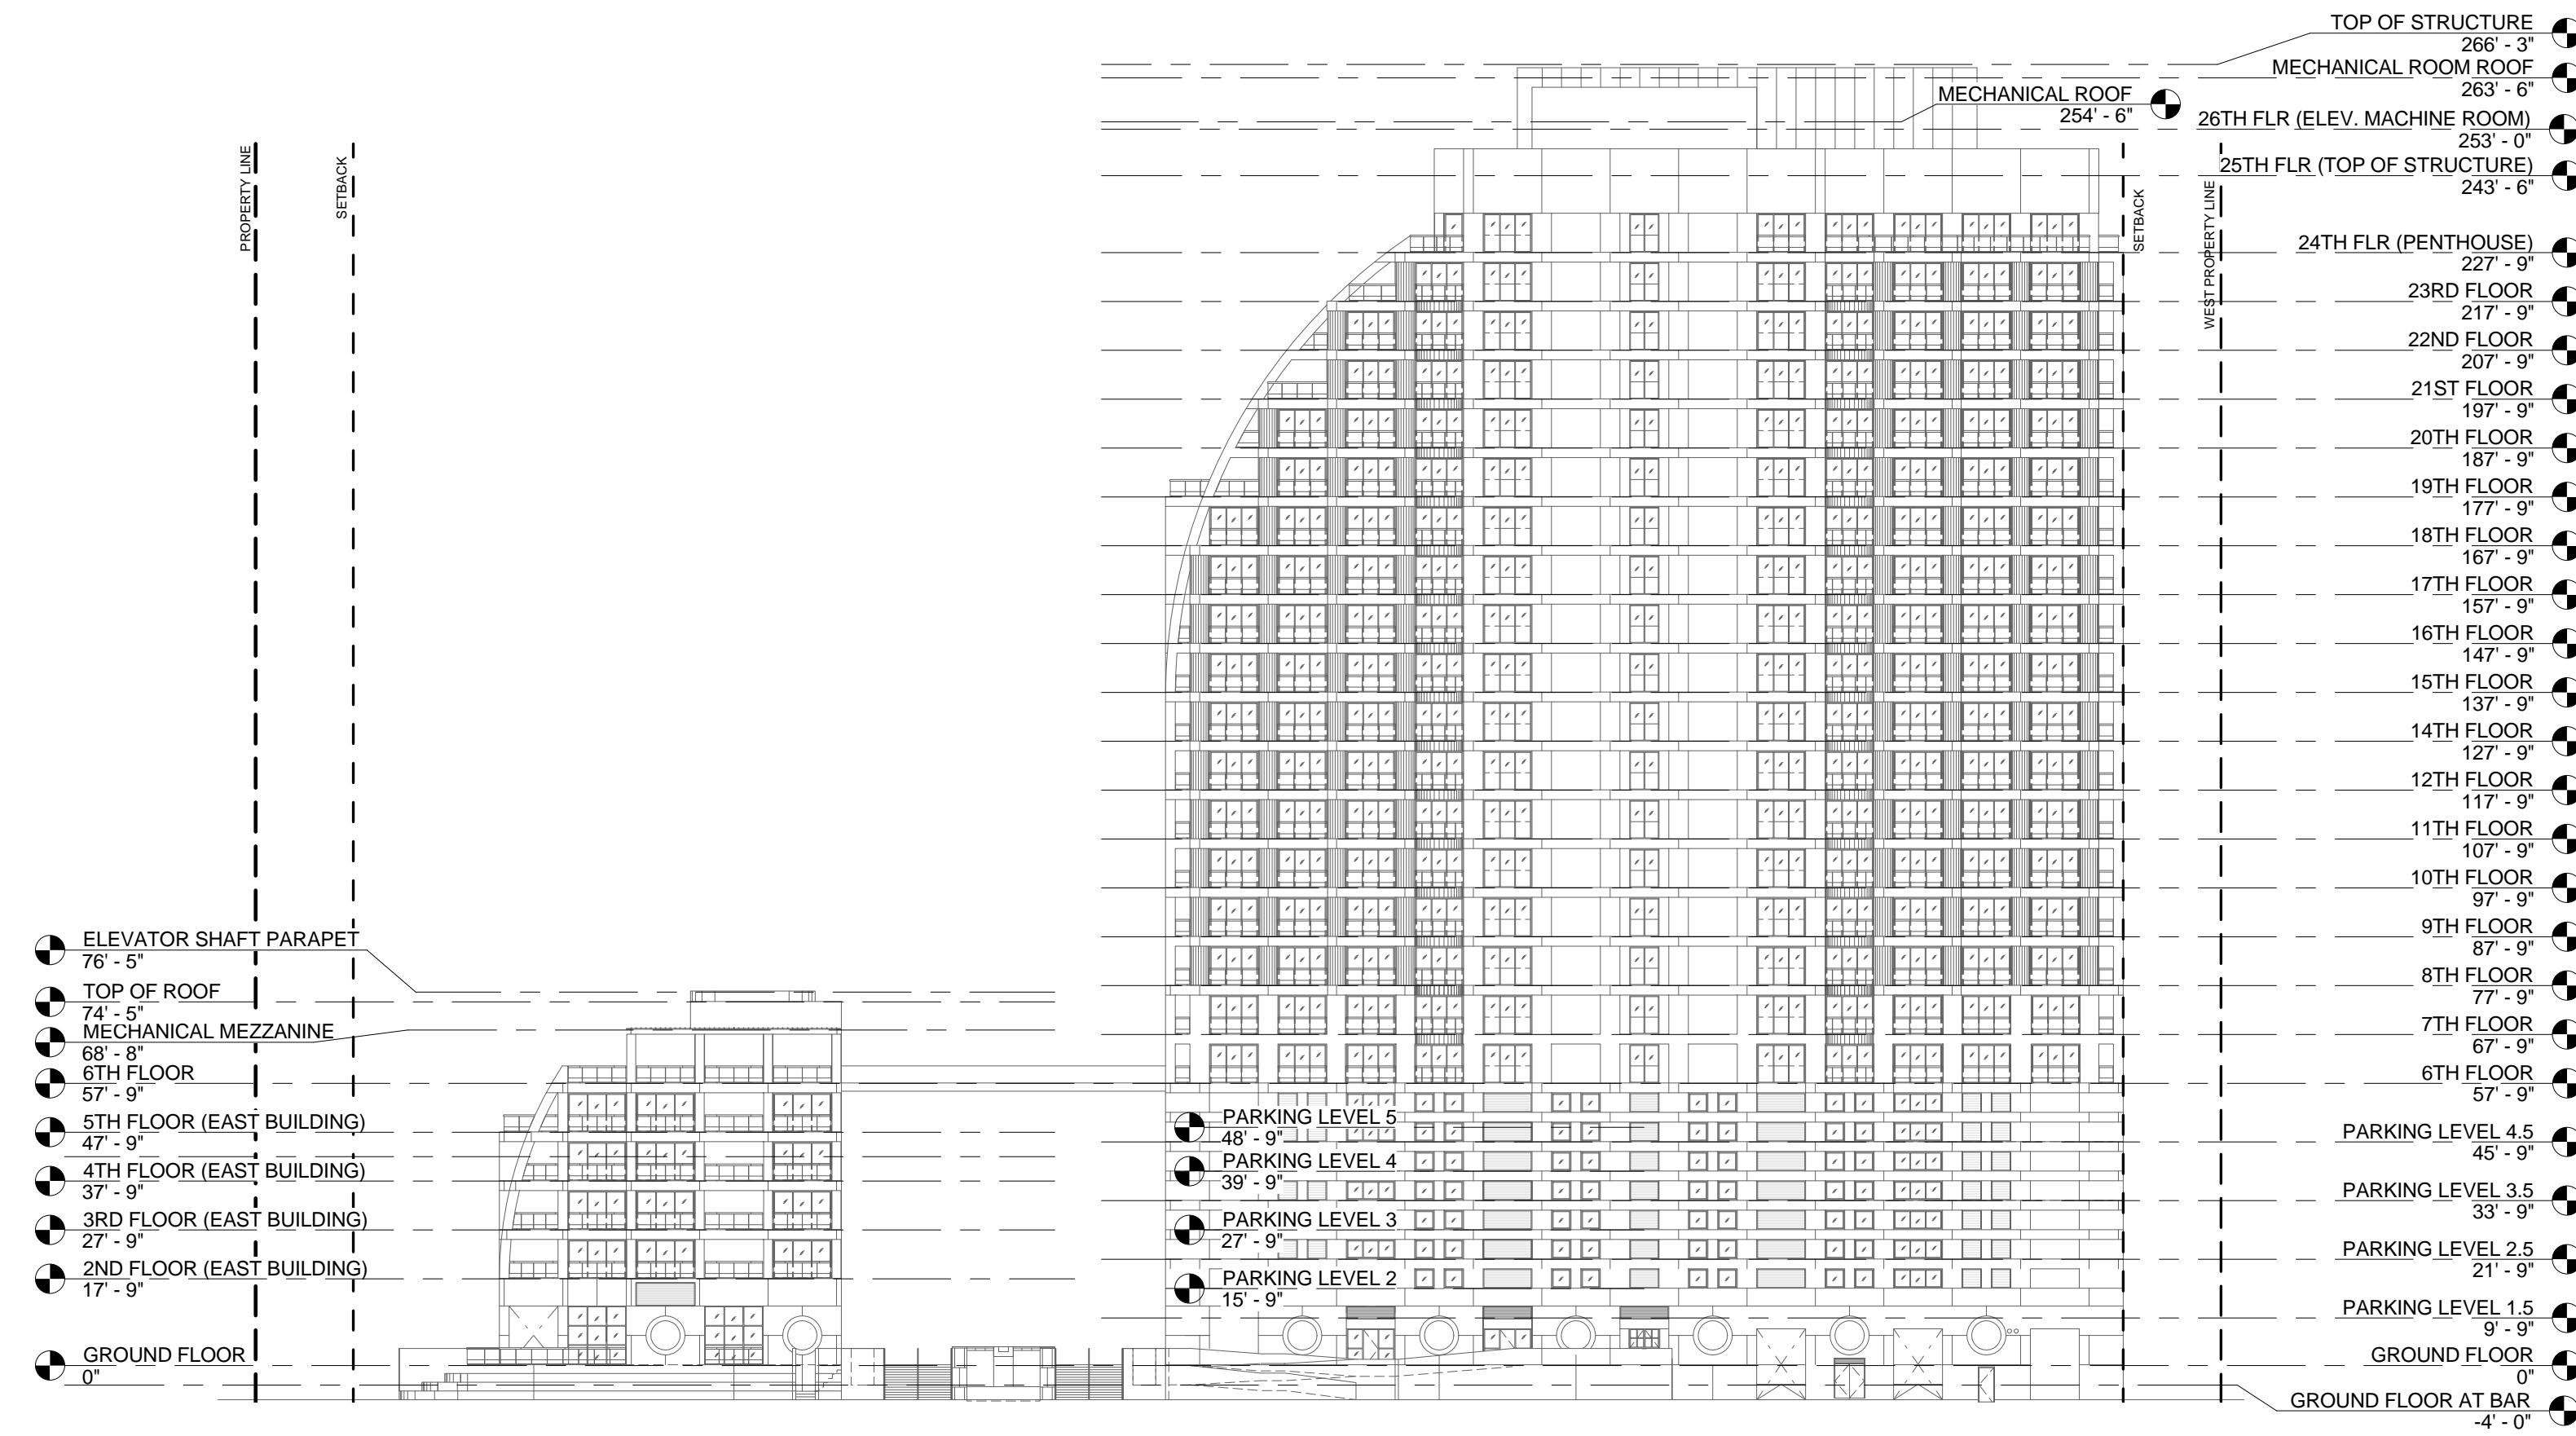 TOP OF STRUCTURE
266' - 3"
MECHANICAL ROOM ROOF
263' - 6"
MECHANICAL ROOF
254' - 6"
26TH FLR (ELEV. MACHINE ROOM)
253' - 0"
25TH FLR (TOP OF STRUCTURE)
243' - 6"
PROPERTY LINE
SETBACK
SETBACK
WEST PROPERTY LINE
24TH FLR (PENTHOUSE)
227' - 9"
23RD FLOOR
217' - 9"
22ND FLOOR
207' - 9"
21ST FLOOR
197' - 9"
20TH FLOOR
187' - 9"
19TH FLOOR
177' - 9"
18TH FLOOR
167' - 9"
17TH FLOOR
157' - 9"
16TH FLOOR
147' - 9"
15TH FLOOR
137' - 9"
14TH FLOOR
127' - 9"
12TH FLOOR
117' - 9"
11TH FLOOR
107' - 9"
10TH FLOOR
97' - 9"
9TH FLOOR
87' - 9"
8TH FLOOR
77' - 9"
7TH FLOOR
67' - 9"
6TH FLOOR
57' - 9"
PARKING LEVEL 4.5
45' - 9"
PARKING LEVEL 3.5
33' - 9"
PARKING LEVEL 2.5
21' - 9"
PARKING LEVEL 1.5
9' - 9"
GROUND FLOOR
0"
GROUND FLOOR AT BAR
-4' - 0"
ELEVATOR SHAFT PARAPET
76' - 5"
TOP OF ROOF
74' - 5"
MECHANICAL MEZZANINE
68' - 8"
6TH FLOOR
57' - 9"
5TH FLOOR (EAST BUILDING)
47' - 9"
4TH FLOOR (EAST BUILDING)
37' - 9"
3RD FLOOR (EAST BUILDING)
27' - 9"
2ND FLOOR (EAST BUILDING)
17' - 9"
GROUND FLOOR
0"
PARKING LEVEL 5
48' - 9"
PARKING LEVEL 4
39' - 9"
PARKING LEVEL 3
27' - 9"
PARKING LEVEL 2
15' - 9"